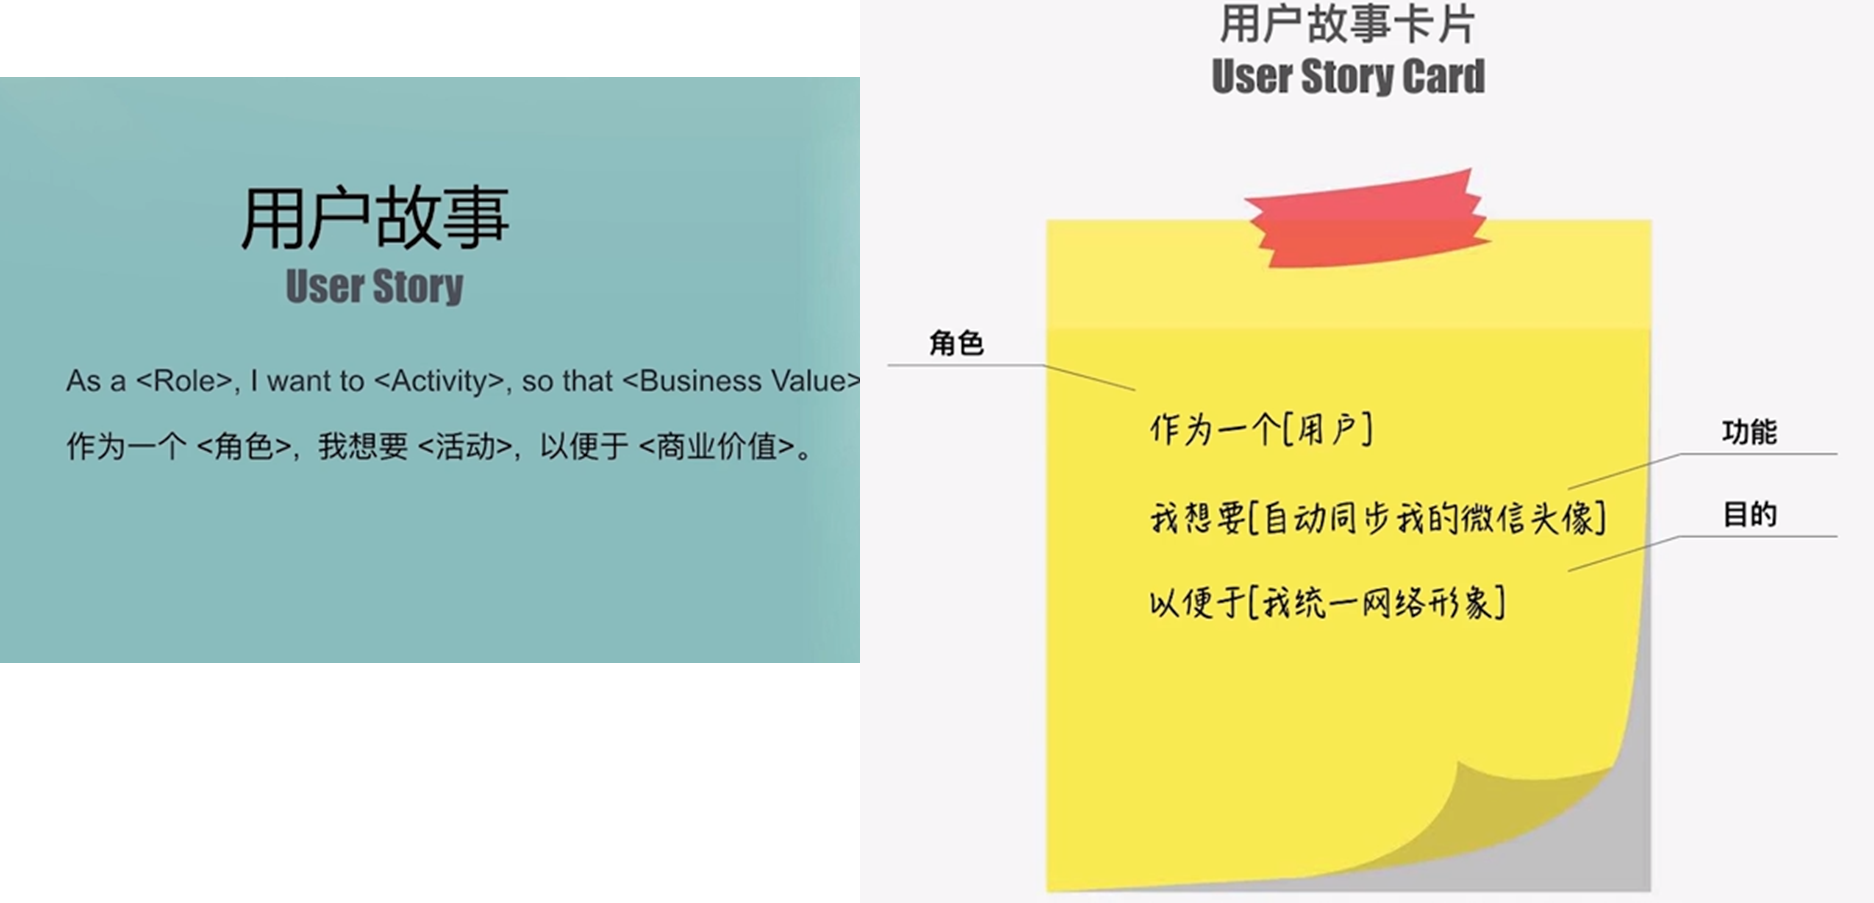 用户故事
User Story
As a <Role>, I want to <Activity>, so that <Business Value>
作为一个 <角色>, 我想要 <活动>, 以便于 <商业价值>。
用户故事卡片
User Story Card
角色
作为一个[用户]
功能
我想要[自动同步我的微信头像]
目的
以便于[我统一网络形象]